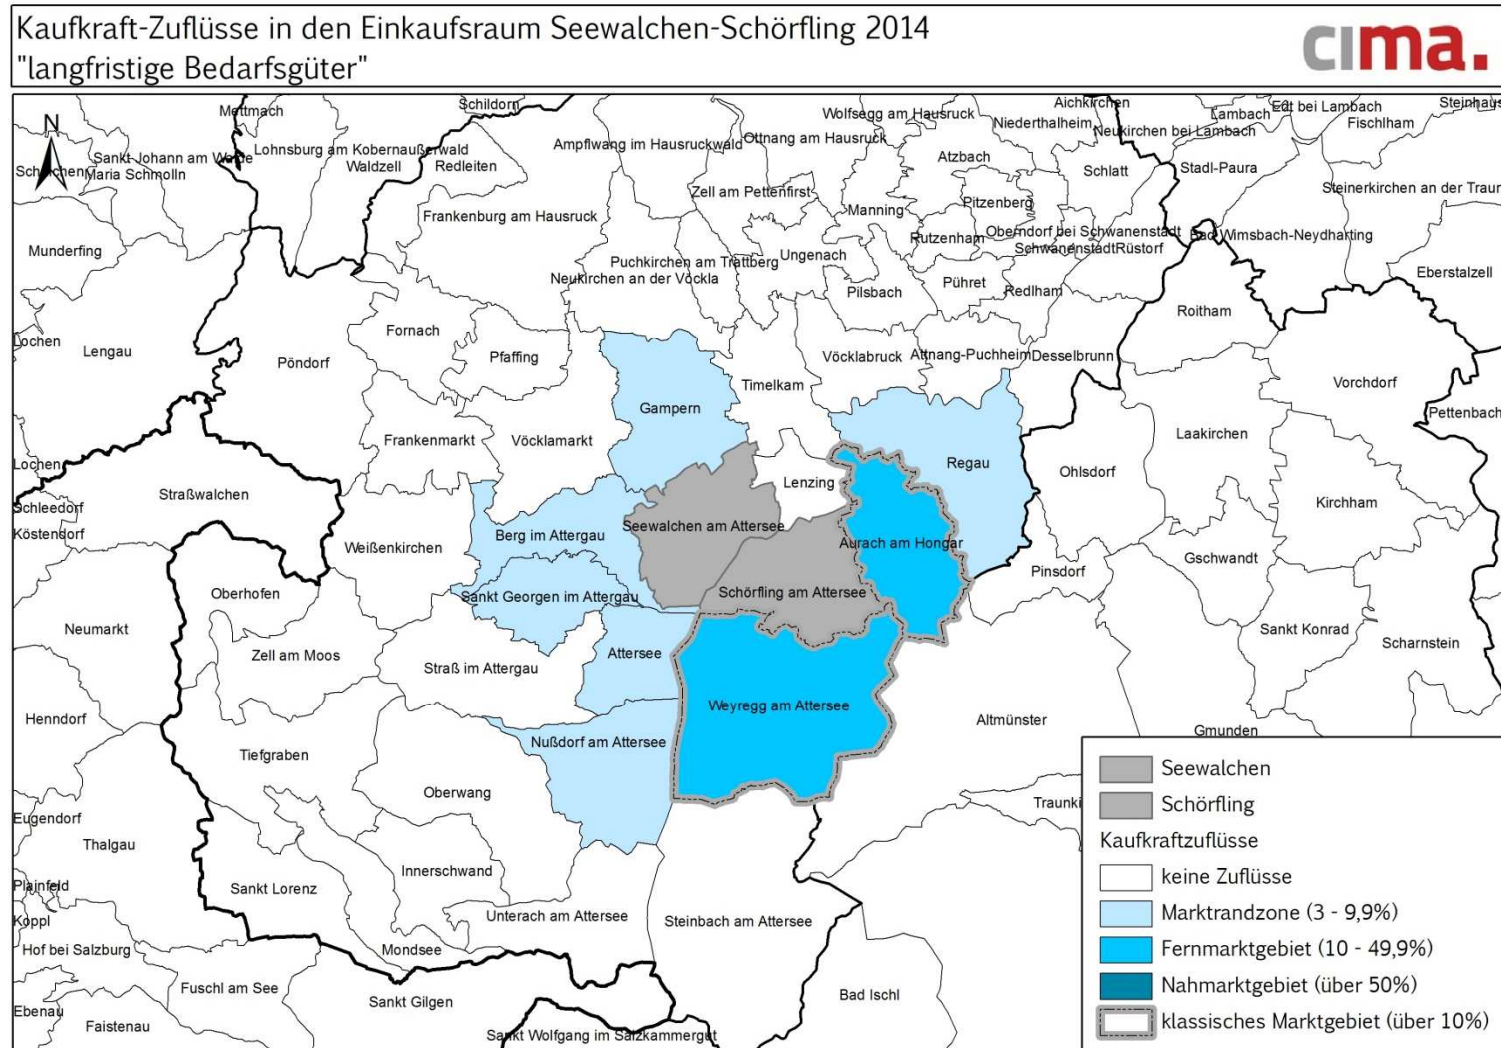 Kaufkraft-Zuflüsse in den Einkaufsraum Seewalchen-Schörfling 2014
"langfristige Bedarfsgüter"
cima.
N
Mettmach
Schildorn
Wolfsegg am Hausruck
Aichkirchen
Edt bei Lambach
Steinhaus
Lambach
Fischlham
Niederthalheim
Neukirchen bei Lambach
Ottnang am Hausruck
Ampflwang im Hausruckwald
Lohnsburg am Kobernaußerwald
Sankt Johann am Walde
Waldzell
Redleiten
Atzbach
Schlatt
Stadl-Paura
Maria Schmolln
Zell am Pettenfirst
Steinerkirchen an der Traun
Pitzenberg
Manning
Frankenburg am Hausruck
Oberndorf bei Schwanenstadt
Rutzenham
Bad Wimsbach-Neydharting
Schwanenstadt
Rüstorf
Munderfing
Ungenach
Puchkirchen am Trattberg
Eberstalzell
Neukirchen an der Vöckla
Pühret
Redlham
Pilsbach
Roitham
Fornach
Lochen
Lengau
Pfaffing
Pöndorf
Vöcklabruck
Attnang-Puchheim
Desselbrunn
Timelkam
Vorchdorf
Gampern
Pettenbach
Frankenmarkt
Vöcklamarkt
Laakirchen
Lochen
Regau
Ohlsdorf
Lenzing
Straßwalchen
Kirchham
Schleedorf
Köstendorf
Seewalchen am Attersee
Berg im Attergau
Weißenkirchen
Aurach am Hongar
Gschwandt
Pinsdorf
Oberhofen
Sankt Georgen im Attergau
Schörfling am Attersee
Neumarkt
Sankt Konrad
Scharnstein
Zell am Moos
Attersee
Straß im Attergau
Weyregg am Attersee
Henndorf
Altmünster
Gmunden
Nußdorf am Attersee
Tiefgraben
Oberwang
Traunki
Eugendorf
Thalgau
Innerschwand
Plainfeld
Sankt Lorenz
Koppl
Unterach am Attersee
Steinbach am Attersee
Hof bei Salzburg
Mondsee
Fuschl am See
Bad Ischl
Sankt Gilgen
Ebenau
Faistenau
Sankt Wolfgang im Salzkammergut
Seewalchen
Schörfling
Kaufkraftzuflüsse
keine Zuflüsse
Marktrandzone (3 - 9,9%)
Fernmarktgebiet (10 - 49,9%)
Nahmarktgebiet (über 50%)
klassisches Marktgebiet (über 10%)